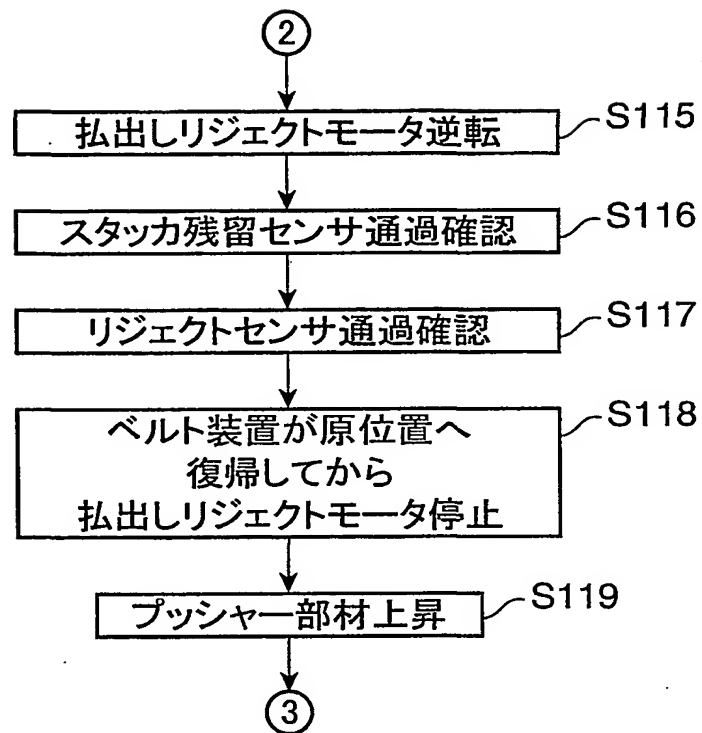 ②
払出しリジェクトモータ逆転
S115
スタッカ残留センサ通過確認
S116
リジェクトセンサ通過確認
S117
ベルト装置が原位置へ
復帰してから
払出しリジェクトモータ停止
S118
プッシャー部材上昇
S119
③